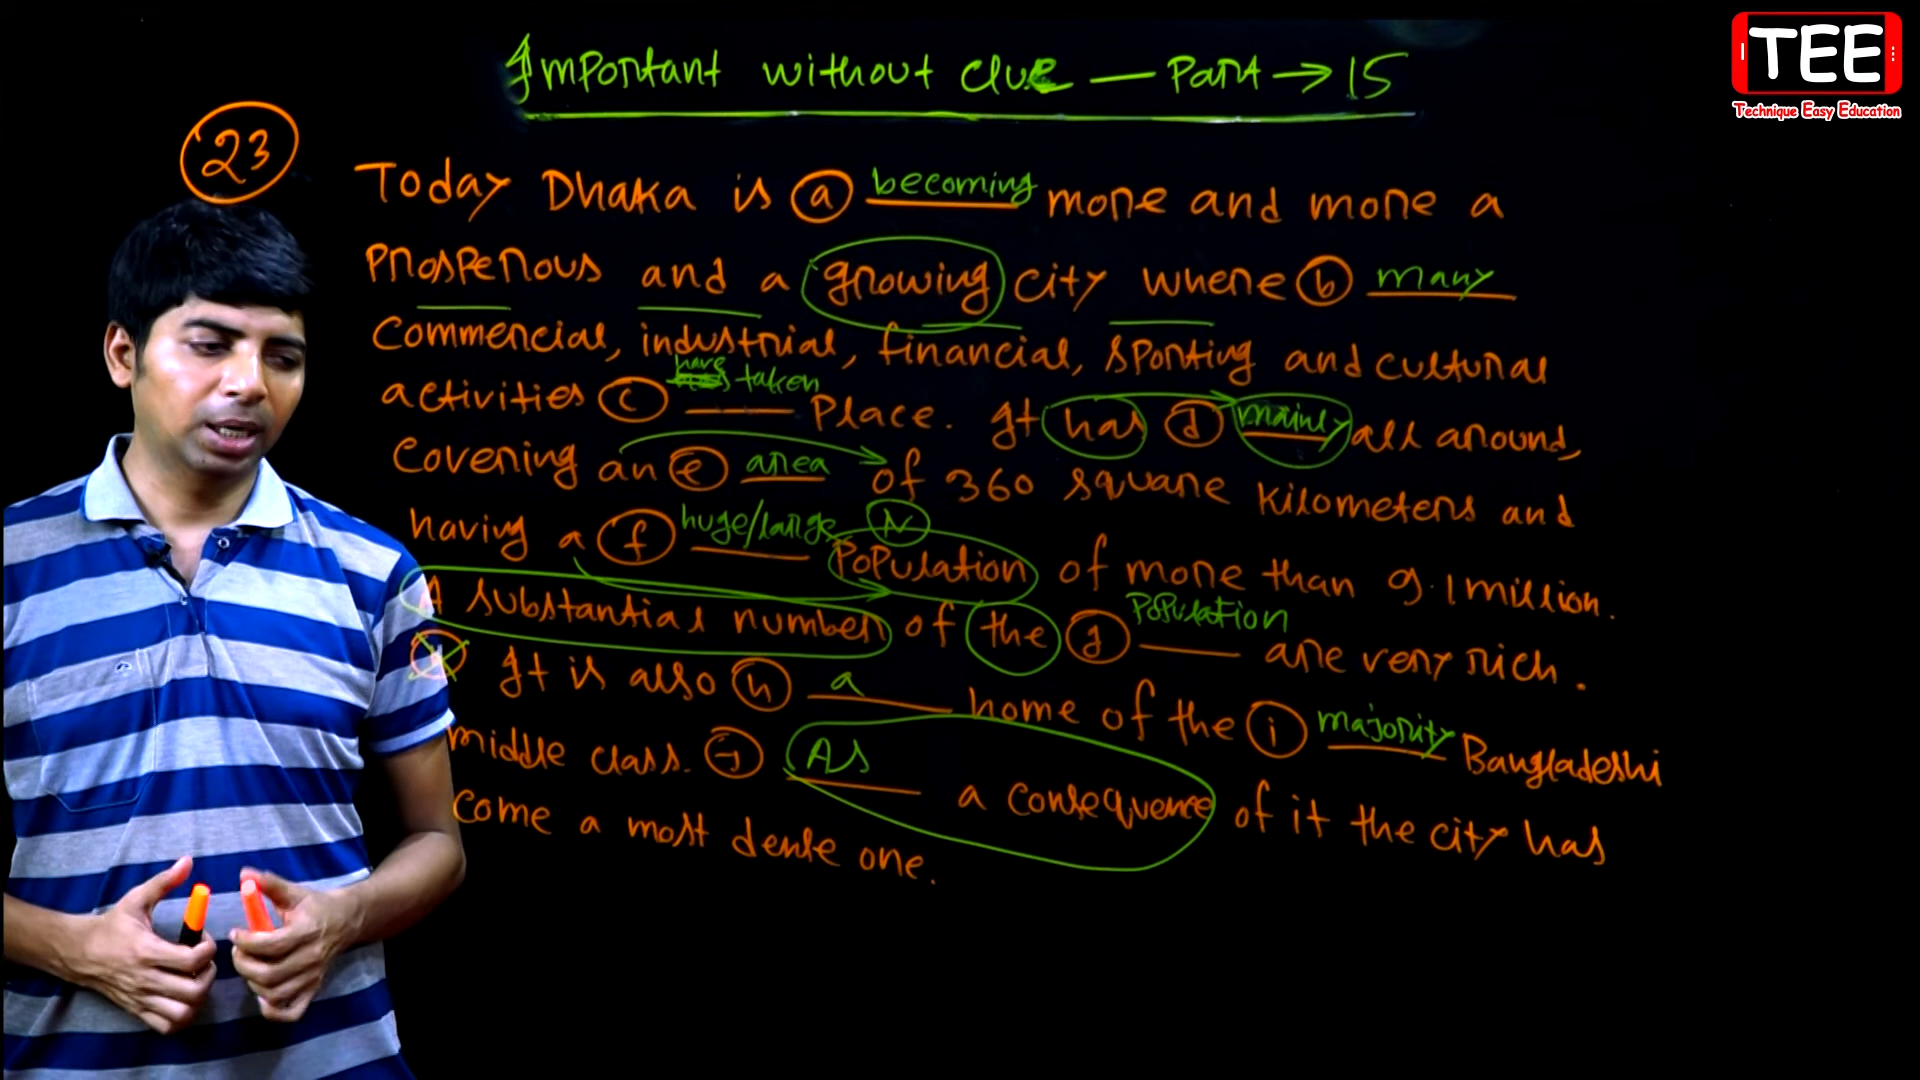 Important without clue — Part → 15
TEE
Technique Easy Education
23
Today Dhaka is (a) becoming more and more a
prosperous and a growing city where (b) many
commercial, industrial, financial, sporting and cultural
activities (c) have taken place. It has (d) mainly all around,
covering an (e) area of 360 square kilometers and
having a (f) huge/large N population of more than 9.1 million.
A substantial number of the (g) population are very rich.
It is also (h) a home of the (i) majority Bangladeshi
middle class. (j) As a consequence of it the city has
come a most dense one.